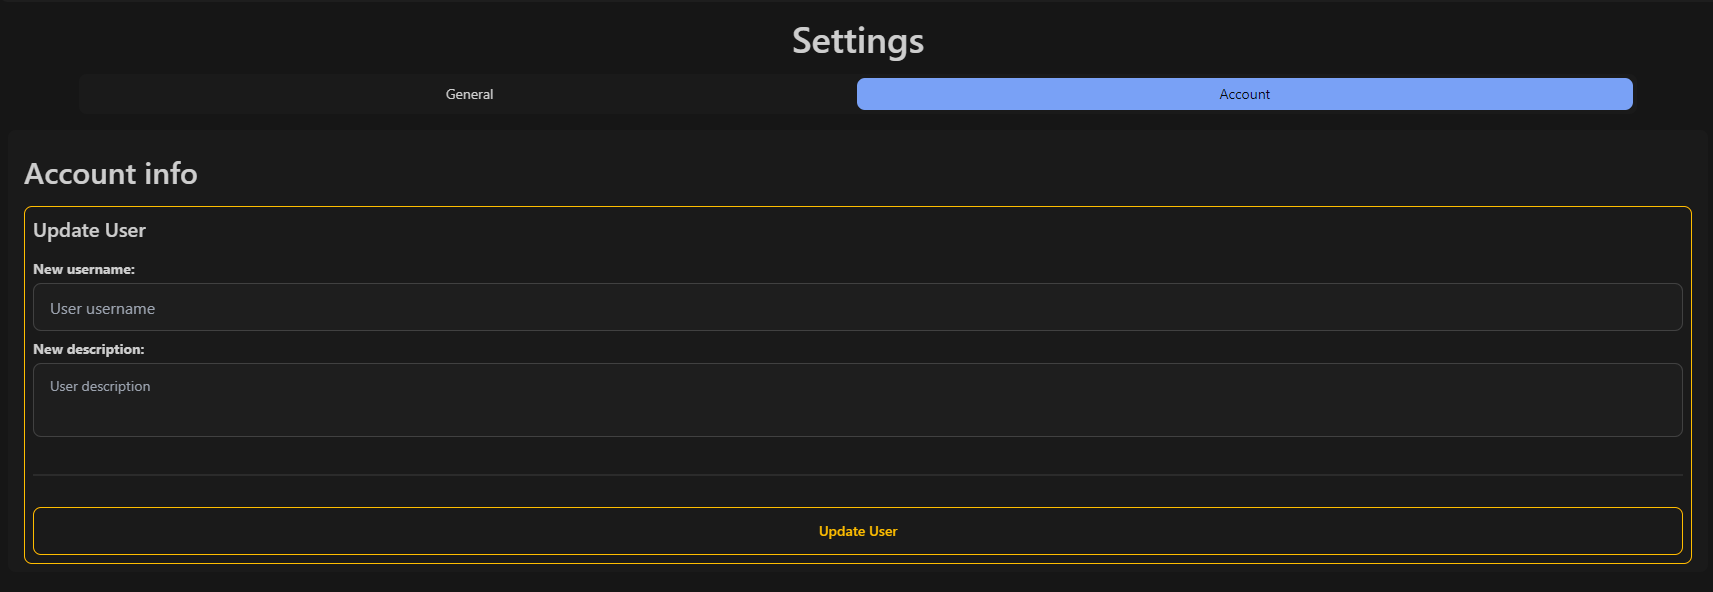 Settings
General
Account
Account info
Update User
New username:
User username
New description:
User description
Update User